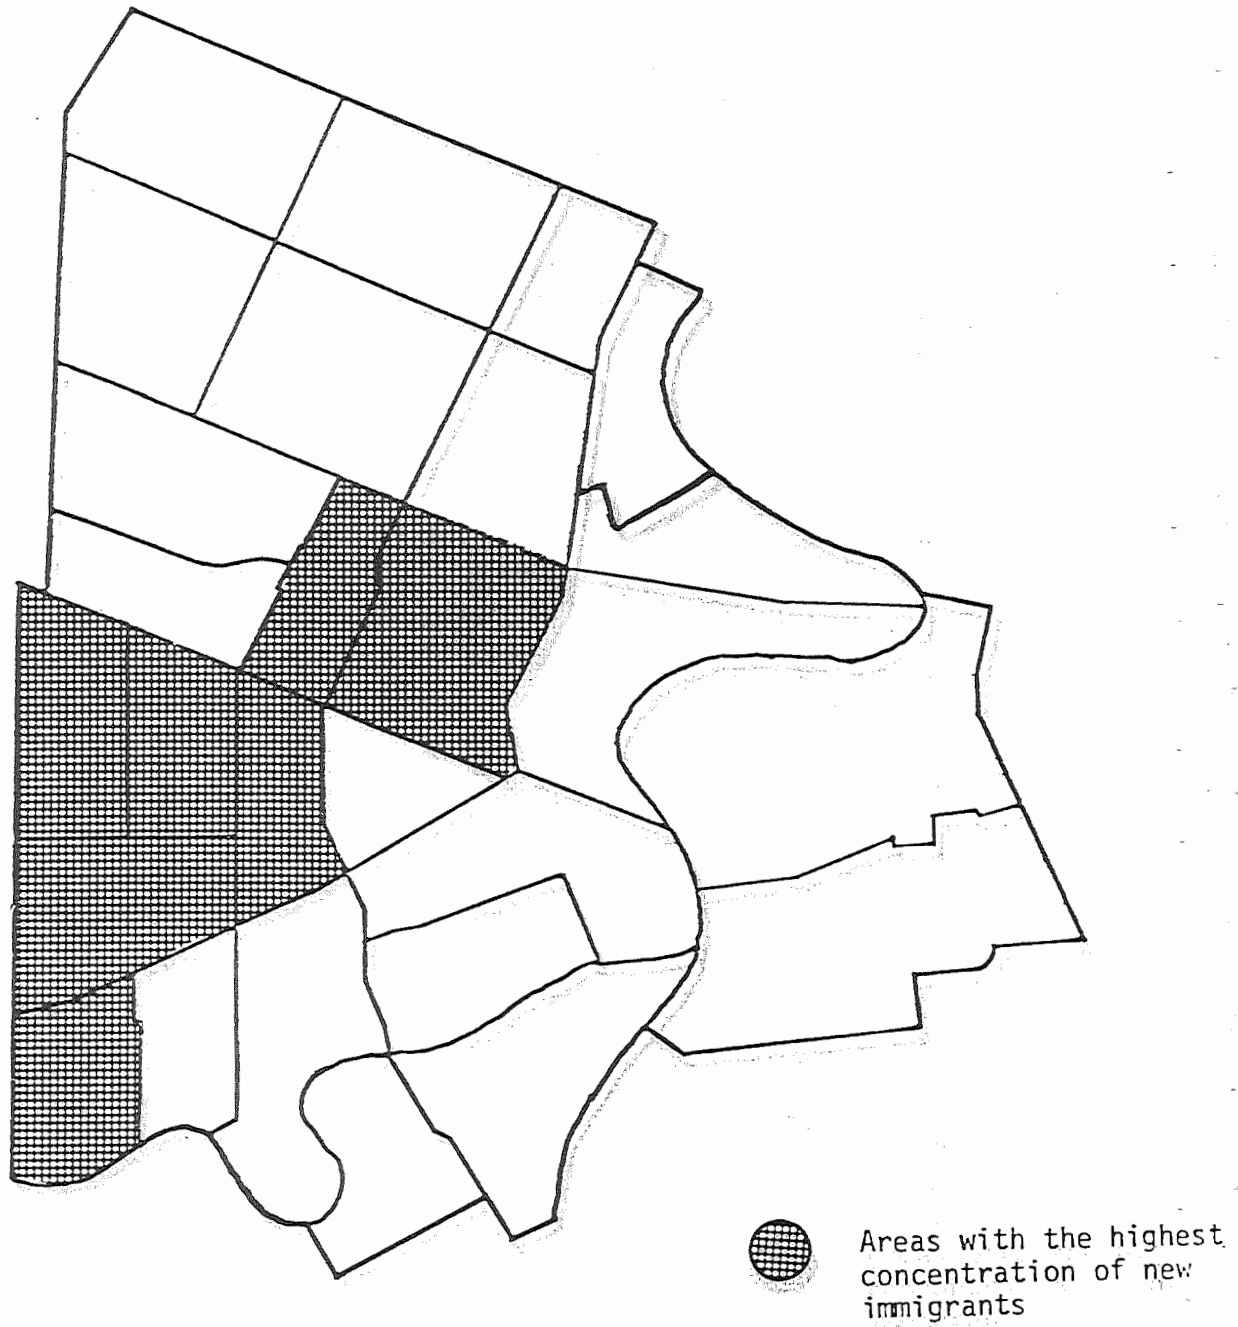 Areas with the highest
concentration of new
immigrants